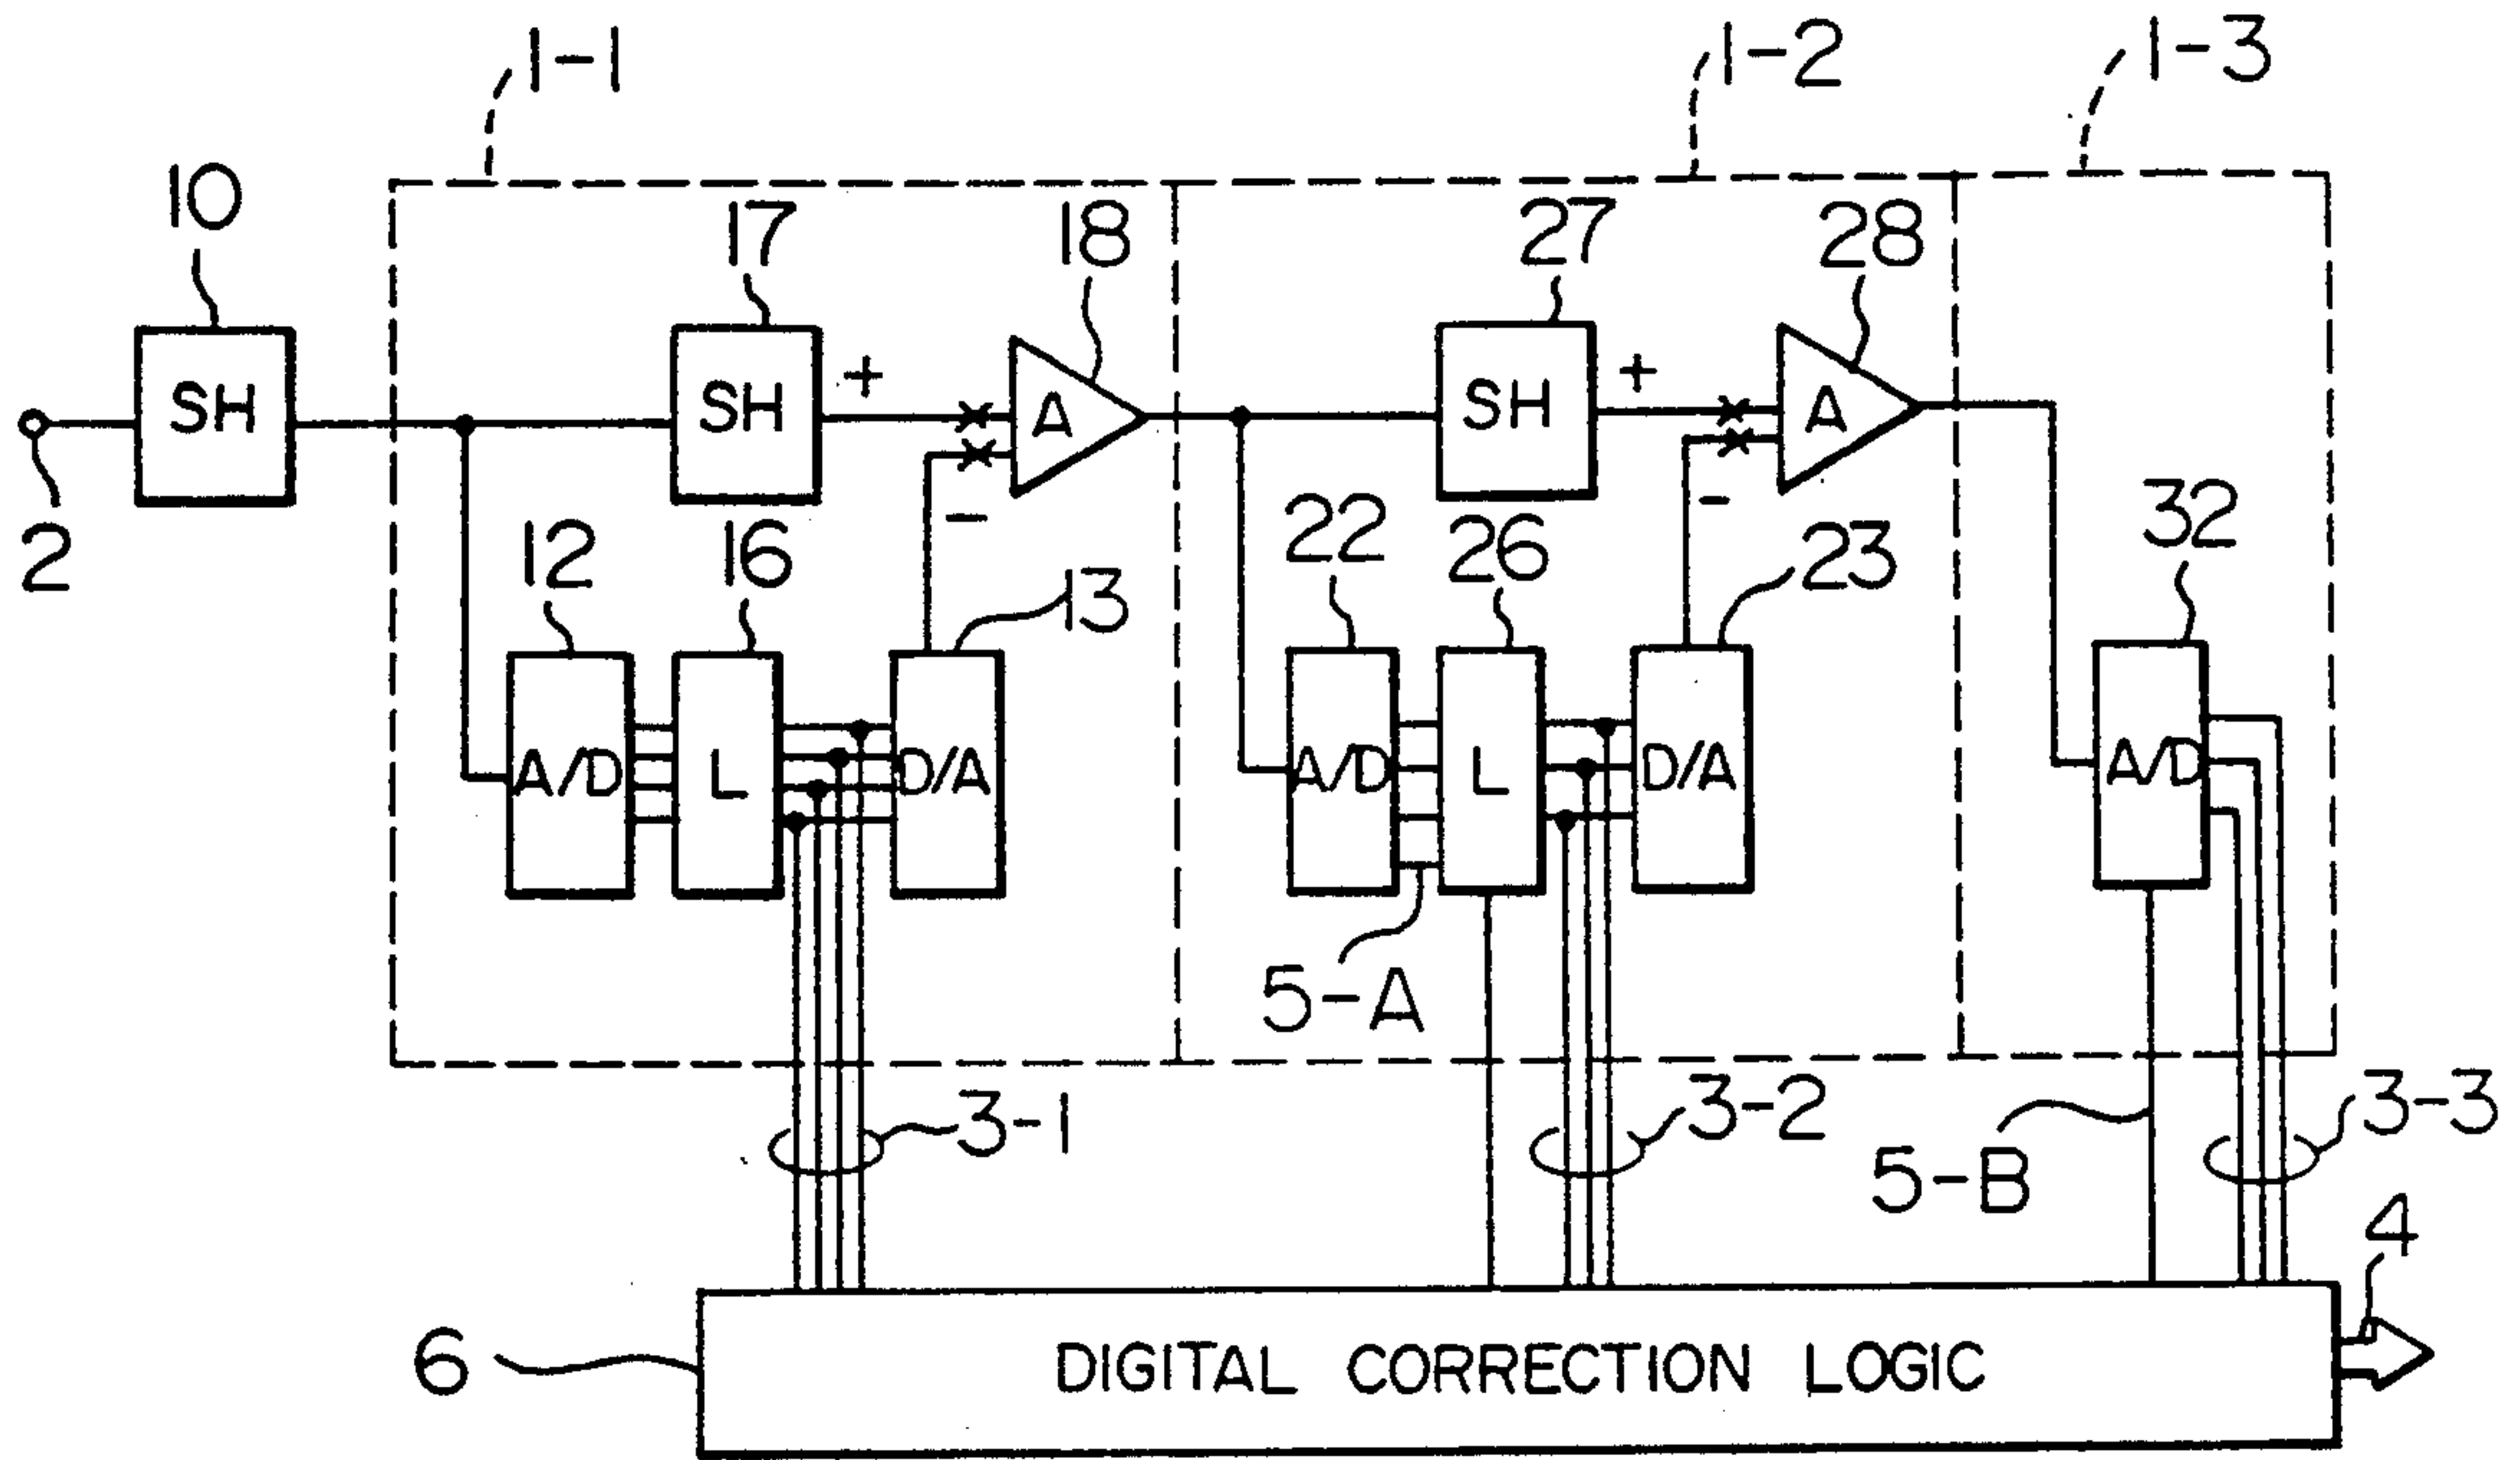 1-1
1-2
1-3
10
17
18
27
28
SH
SH
+
A
SH
+
A
2
12
16
-
13
22
26
-
23
32
A/D
L
D/A
A/D
L
D/A
A/D
5-A
3-1
3-2
5-B
3-3
4
6
DIGITAL CORRECTION LOGIC